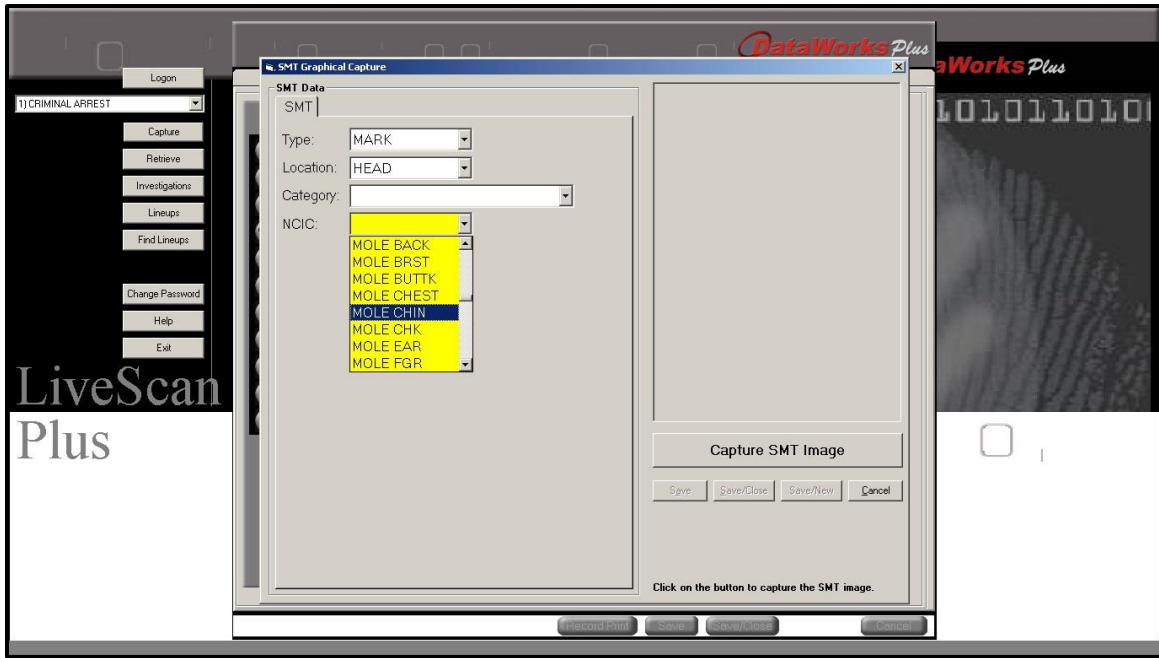 DataWorks Plus
aWorks Plus
10101101010
Logon
1) CRIMINAL ARREST
Capture
Retrieve
Investigations
Lineups
Find Lineups
Change Password
Help
Exit
LiveScan
Plus
SMT Graphical Capture
SMT Data
SMT
Type: MARK
Location: HEAD
Category:
NCIC:
MOLE BACK
MOLE BRST
MOLE BUTTK
MOLE CHEST
MOLE CHIN
MOLE CHK
MOLE EAR
MOLE FGR
Capture SMT Image
Save Save/Close Save/New Cancel
Click on the button to capture the SMT image.
Record Print Save Save/Close Cancel